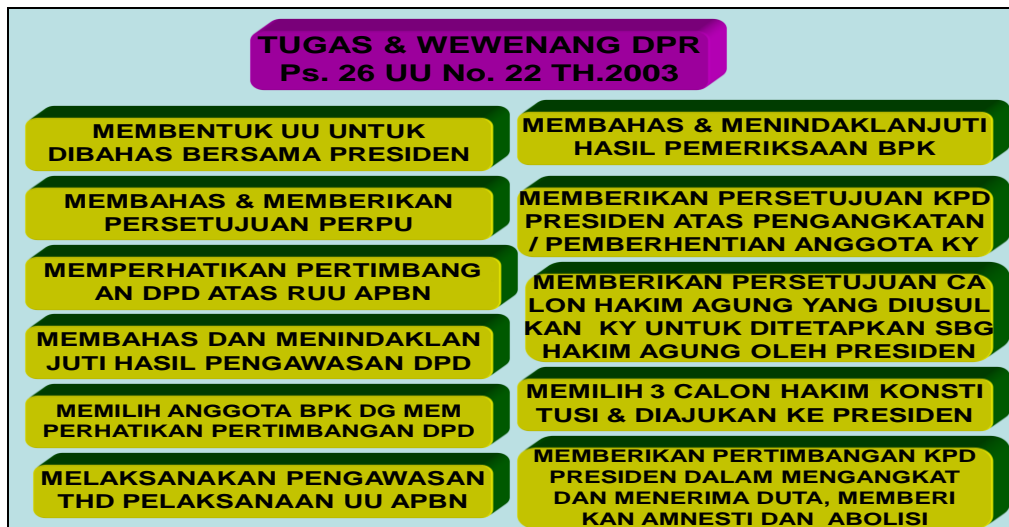 TUGAS & WEWENANG DPR
Ps. 26 UU No. 22 TH.2003
MEMBENTUK UU UNTUK
DIBAHAS BERSAMA PRESIDEN
MEMBAHAS & MEMBERIKAN
PERSETUJUAN PERPU
MEMPERHATIKAN PERTIMBANG
AN DPD ATAS RUU APBN
MEMBAHAS DAN MENINDAKLAN
JUTI HASIL PENGAWASAN DPD
MEMILIH ANGGOTA BPK DG MEM
PERHATIKAN PERTIMBANGAN DPD
MELAKSANAKAN PENGAWASAN
THD PELAKSANAAN UU APBN
MEMBAHAS & MENINDAKLANJUTI
HASIL PEMERIKSAAN BPK
MEMBERIKAN PERSETUJUAN KPD
PRESIDEN ATAS PENGANGKATAN
/ PEMBERHENTIAN ANGGOTA KY
MEMBERIKAN PERSETUJUAN CA
LON HAKIM AGUNG YANG DIUSUL
KAN KY UNTUK DITETAPKAN SBG
HAKIM AGUNG OLEH PRESIDEN
MEMILIH 3 CALON HAKIM KONSTI
TUSI & DIAJUKAN KE PRESIDEN
MEMBERIKAN PERTIMBANGAN KPD
PRESIDEN DALAM MENGANGKAT
DAN MENERIMA DUTA, MEMBERI
KAN AMNESTI DAN ABOLISI